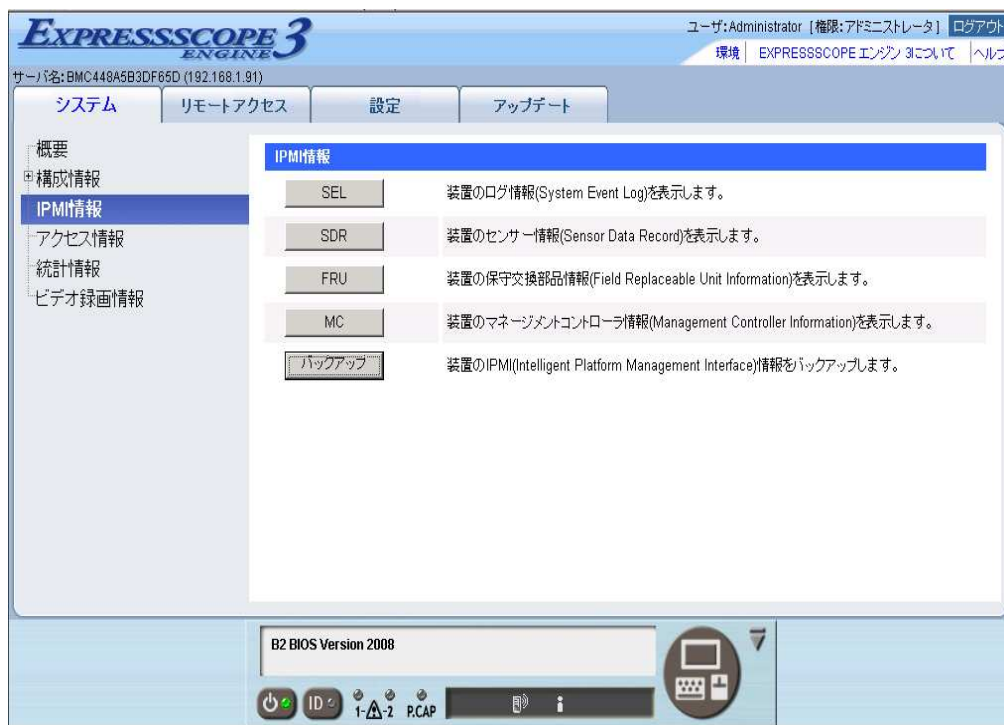 EXPRESSSCOPE 3
ENGINE
ユーザ:Administrator [権限:アドミニストレータ] ログアウト
環境 EXPRESSSCOPE エンジン 3について ヘルプ
サーバ名:BMC448A5B3DF65D (192.168.1.91)
システム リモートアクセス 設定 アップデート
概要
構成情報
IPMI情報
アクセス情報
統計情報
ビデオ録画情報
IPMI情報
SEL 装置のログ情報(System Event Log)を表示します。
SDR 装置のセンサー情報(Sensor Data Record)を表示します。
FRU 装置の保守交換部品情報(Field Replaceable Unit Information)を表示します。
MC 装置のマネージメントコントローラ情報(Management Controller Information)を表示します。
バックアップ 装置のIPMI(Intelligent Platform Management Interface)情報をバックアップします。
B2 BIOS Version 2008
ID 1- -2 P.CAP